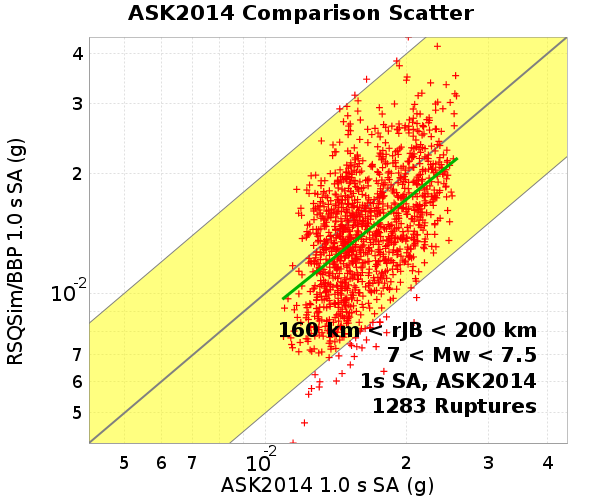 ASK2014 Comparison Scatter
RSQSim/BBP 1.0 s SA (g)
4
3
2
10-2
7
6
5
160 km < rJB < 200 km
7 < Mw < 7.5
1s SA, ASK2014
1283 Ruptures
5 6 7 10-2 2 3 4
ASK2014 1.0 s SA (g)